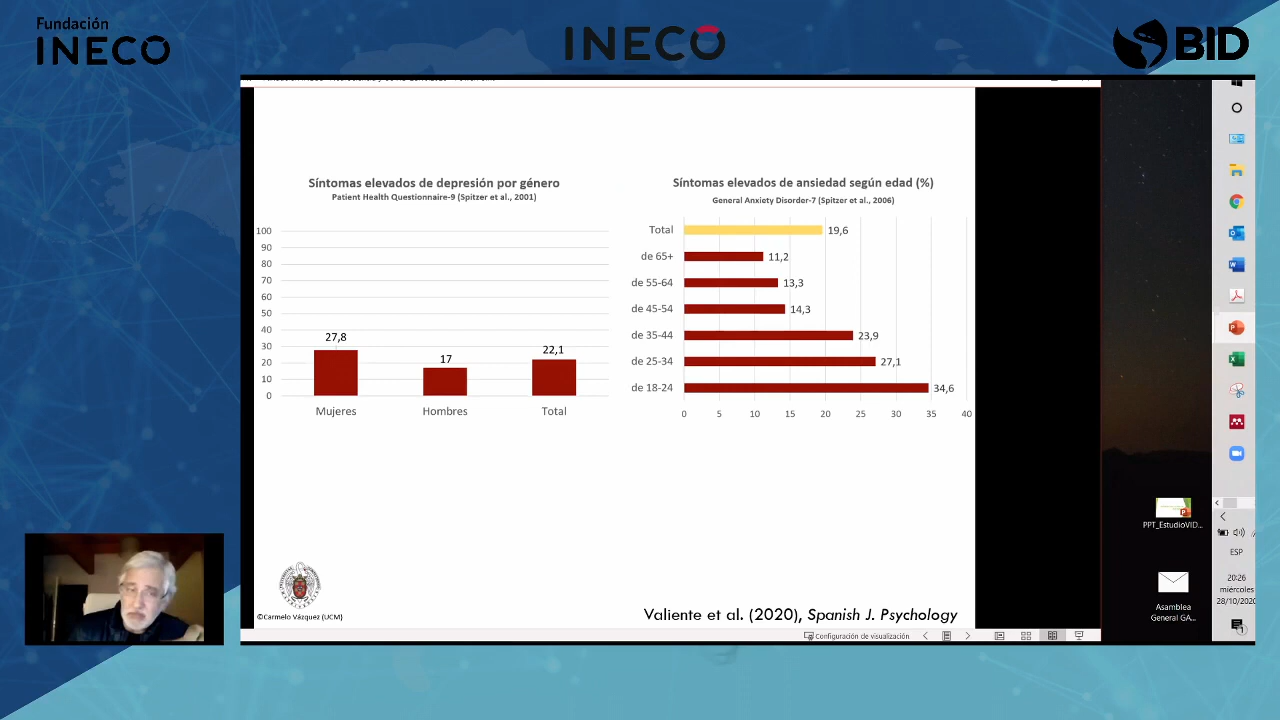 Fundación
INECO
INECO
BID
Síntomas elevados de depresión por género
Patient Health Questionnaire-9 (Spitzer et al., 2001)
100
90
80
70
60
50
40
30
20
10
0
27,8
17
22,1
Mujeres
Hombres
Total
Síntomas elevados de ansiedad según edad (%)
General Anxiety Disorder-7 (Spitzer et al., 2006)
Total 19,6
de 65+ 11,2
de 55-64 13,3
de 45-54 14,3
de 35-44 23,9
de 25-34 27,1
de 18-24 34,6
0 5 10 15 20 25 30 35 40
©Carmelo Vázquez (UCM)
Valiente et al. (2020), Spanish J. Psychology
Configuración de visualización
PPT_EstudioVID...
Asamblea
General GA...
ESP
20:26
miércoles
28/10/2020